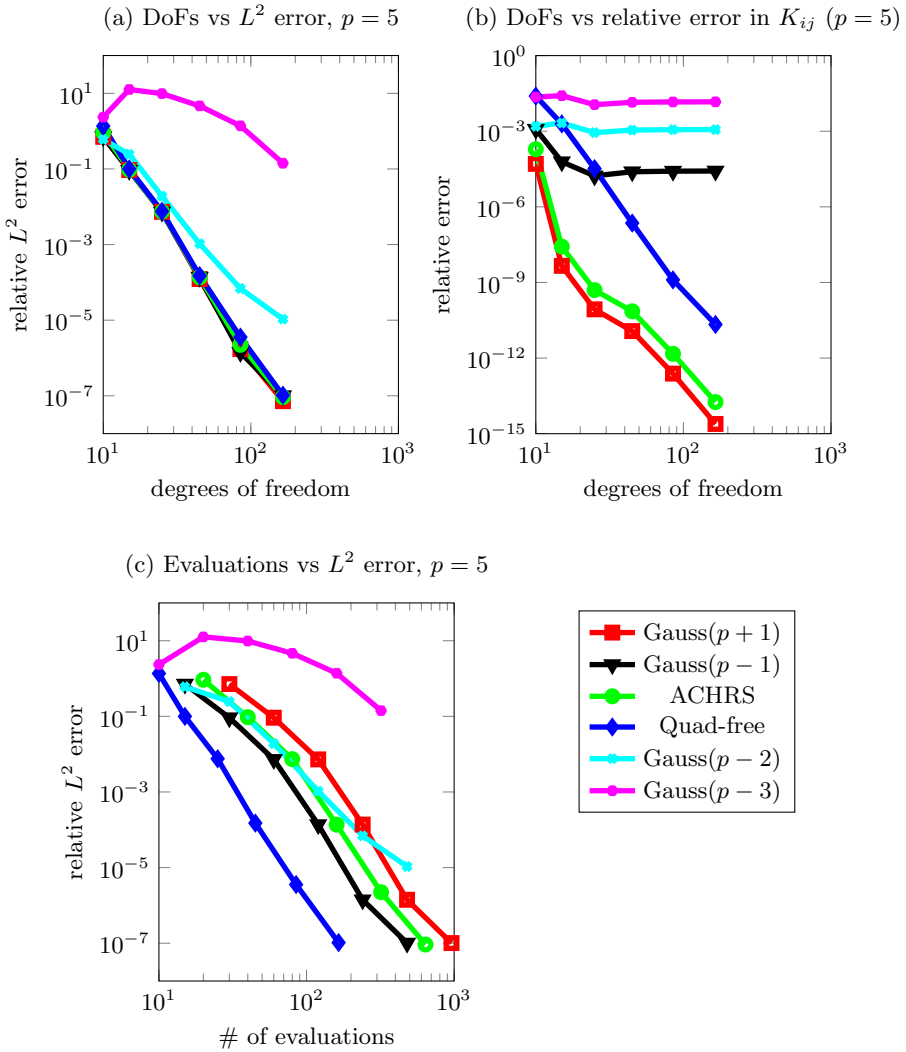 (a) DoFs vs L² error, p = 5
10¹
10⁻¹
10⁻³
10⁻⁵
10⁻⁷
relative L² error
10¹
10²
10³
degrees of freedom
(b) DoFs vs relative error in Kᵢⱼ (p = 5)
10⁰
10⁻³
10⁻⁶
10⁻⁹
10⁻¹²
10⁻¹⁵
relative error
10¹
10²
10³
degrees of freedom
(c) Evaluations vs L² error, p = 5
10¹
10⁻¹
10⁻³
10⁻⁵
10⁻⁷
relative L² error
10¹
10²
10³
# of evaluations
Gauss(p + 1)
Gauss(p − 1)
ACHRS
Quad-free
Gauss(p − 2)
Gauss(p − 3)